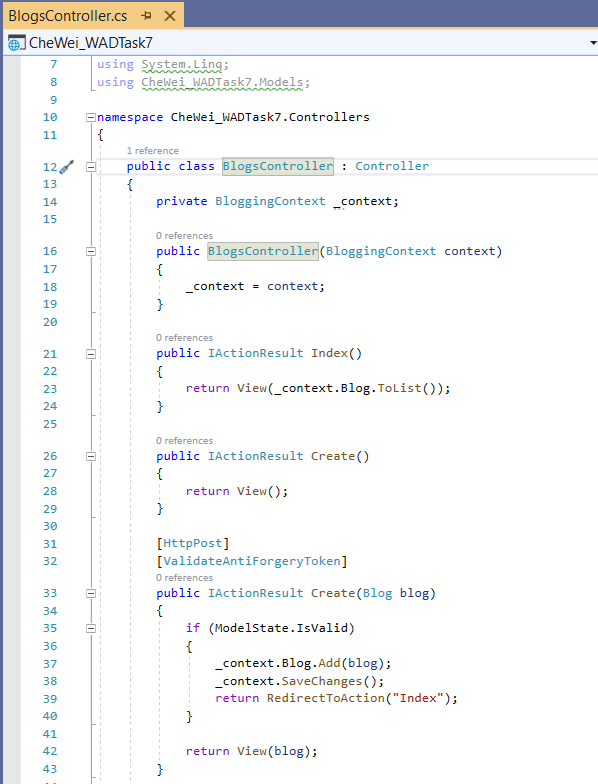 BlogsController.cs
CheWei_WADTask7
7 using System.Linq;
8 using CheWei_WADTask7.Models;
9
10 namespace CheWei_WADTask7.Controllers
11 {
1 reference
12 public class BlogsController : Controller
13 {
14 private BloggingContext _context;
15
0 references
16 public BlogsController(BloggingContext context)
17 {
18 _context = context;
19 }
20
0 references
21 public IActionResult Index()
22 {
23 return View(_context.Blog.ToList());
24 }
25
0 references
26 public IActionResult Create()
27 {
28 return View();
29 }
30
31 [HttpPost]
32 [ValidateAntiForgeryToken]
0 references
33 public IActionResult Create(Blog blog)
34 {
35 if (ModelState.IsValid)
36 {
37 _context.Blog.Add(blog);
38 _context.SaveChanges();
39 return RedirectToAction("Index");
40 }
41
42 return View(blog);
43 }